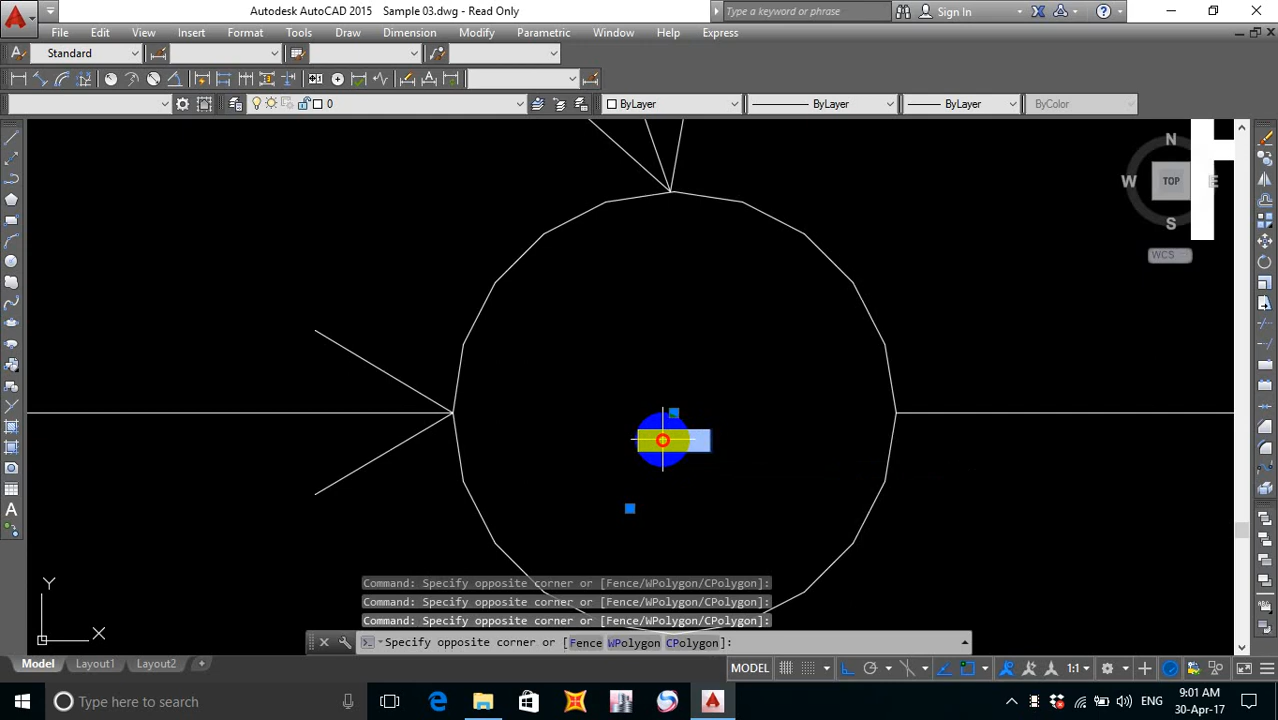 Autodesk AutoCAD 2015 Sample 03.dwg - Read Only
Type a keyword or phrase
Sign In
File Edit View Insert Format Tools Draw Dimension Modify Parametric Window Help Express
Standard
0
ByLayer
ByLayer
ByLayer
ByColor
N
W TOP E
S
WCS
Y
X
Command: Specify opposite corner or [Fence/WPolygon/CPolygon]:
Command: Specify opposite corner or [Fence/WPolygon/CPolygon]:
Command: Specify opposite corner or [Fence/WPolygon/CPolygon]:
Specify opposite corner or [Fence WPolygon CPolygon]:
Model Layout1 Layout2 +
MODEL
1:1
Type here to search
ENG
9:01 AM
30-Apr-17